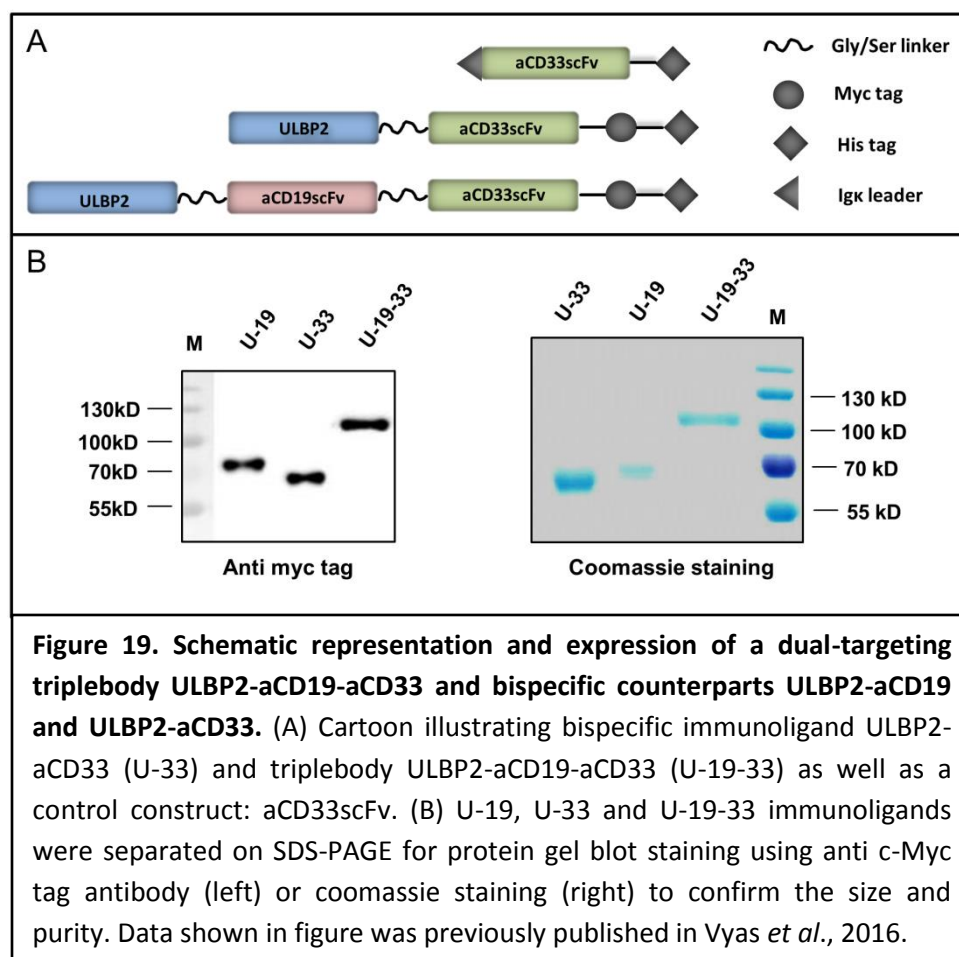 A
aCD33scFv
Gly/Ser linker
ULBP2
aCD33scFv
Myc tag
His tag
ULBP2
aCD19scFv
aCD33scFv
Igκ leader
B
M
U-19
U-33
U-19-33
130kD
100kD
70kD
55kD
Anti myc tag
U-33
U-19
U-19-33
M
130 kD
100 kD
70 kD
55 kD
Coomassie staining
Figure 19. Schematic representation and expression of a dual-targeting
triplebody ULBP2-aCD19-aCD33 and bispecific counterparts ULBP2-aCD19
and ULBP2-aCD33. (A) Cartoon illustrating bispecific immunoligand ULBP2-
aCD33 (U-33) and triplebody ULBP2-aCD19-aCD33 (U-19-33) as well as a
control construct: aCD33scFv. (B) U-19, U-33 and U-19-33 immunoligands
were separated on SDS-PAGE for protein gel blot staining using anti c-Myc
tag antibody (left) or coomassie staining (right) to confirm the size and
purity. Data shown in figure was previously published in Vyas et al., 2016.